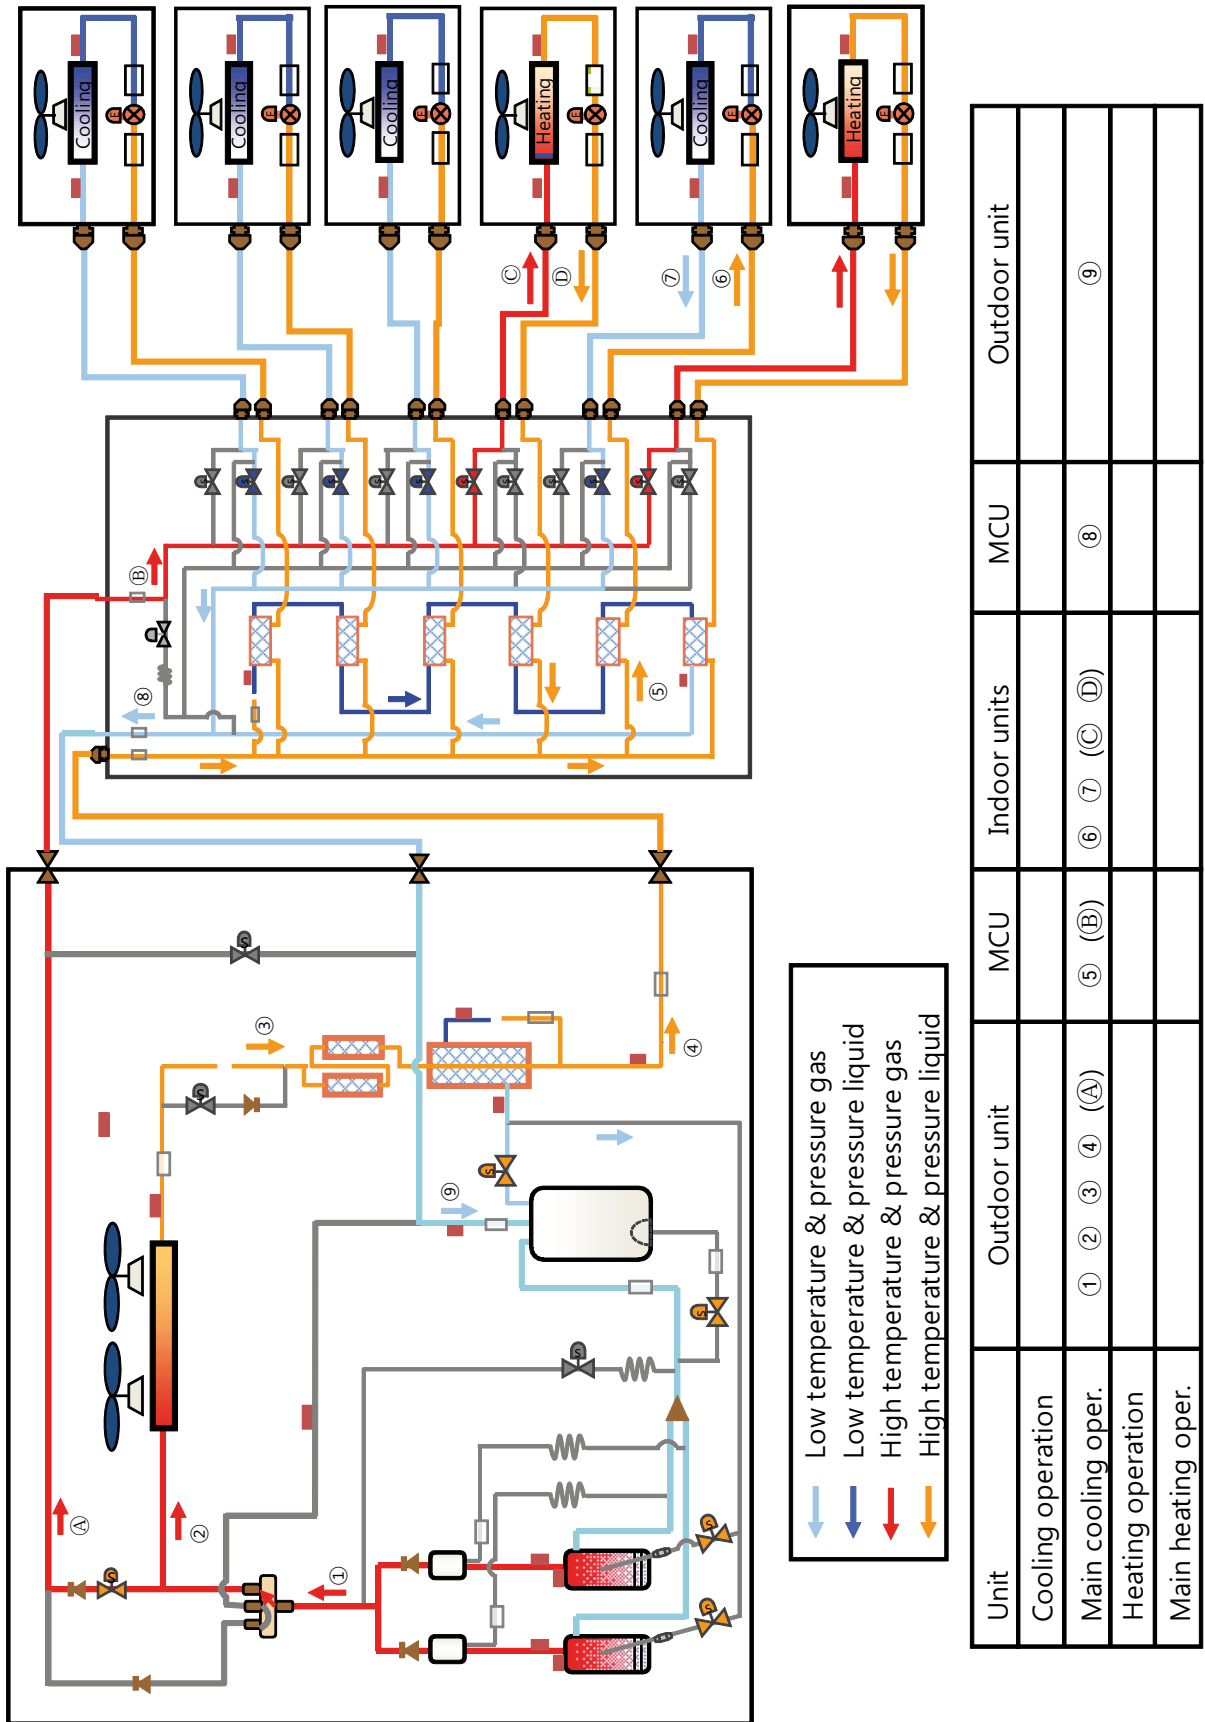 Cooling
Cooling
Cooling
Heating
Cooling
Heating
E
E
E
E
E
E
Ⓒ
Ⓓ
⑦
⑥
S S S S S S S S S S S S
Ⓑ
S
⑧
⑤
S
③
④
S
S
⑨
S
S
Ⓐ
②
S
①
S
S
Low temperature & pressure gas
Low temperature & pressure liquid
High temperature & pressure gas
High temperature & pressure liquid
Unit Outdoor unit MCU Indoor units MCU Outdoor unit
Cooling operation
Main cooling oper. ① ② ③ ④ (Ⓐ) ⑤ (Ⓑ) ⑥ ⑦ (Ⓒ Ⓓ) ⑧ ⑨
Heating operation
Main heating oper.